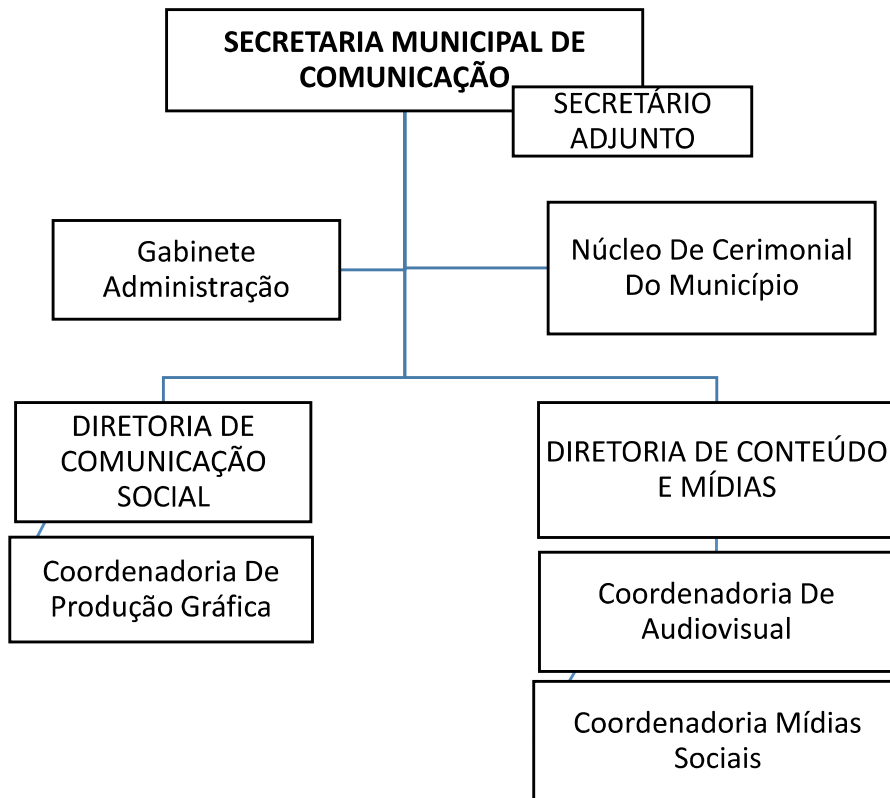 SECRETARIA MUNICIPAL DE
COMUNICAÇÃO
SECRETÁRIO
ADJUNTO
Gabinete
Administração
Núcleo De Cerimonial
Do Município
DIRETORIA DE
COMUNICAÇÃO
SOCIAL
DIRETORIA DE CONTEÚDO
E MÍDIAS
Coordenadoria De
Produção Gráfica
Coordenadoria De
Audiovisual
Coordenadoria Mídias
Sociais